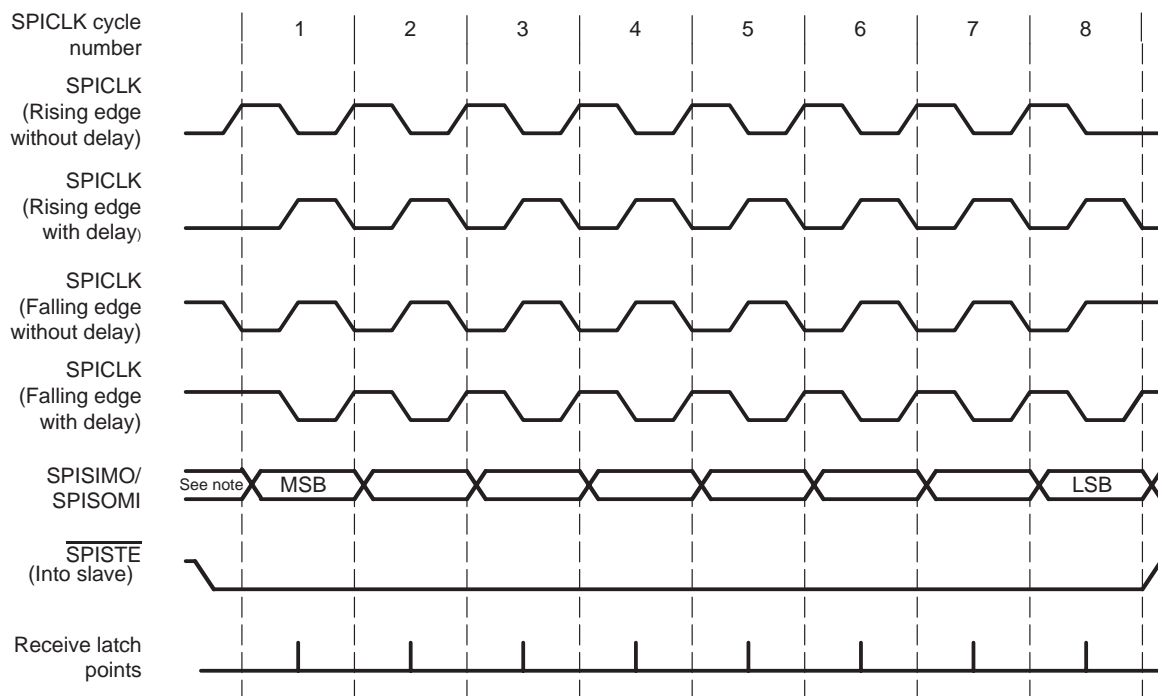 SPICLK cycle
number
1 2 3 4 5 6 7 8
SPICLK
(Rising edge
without delay)
SPICLK
(Rising edge
with delay)
SPICLK
(Falling edge
without delay)
SPICLK
(Falling edge
with delay)
SPISIMO/
SPISOMI
See note
MSB
LSB
SPISTE
(Into slave)
Receive latch
points